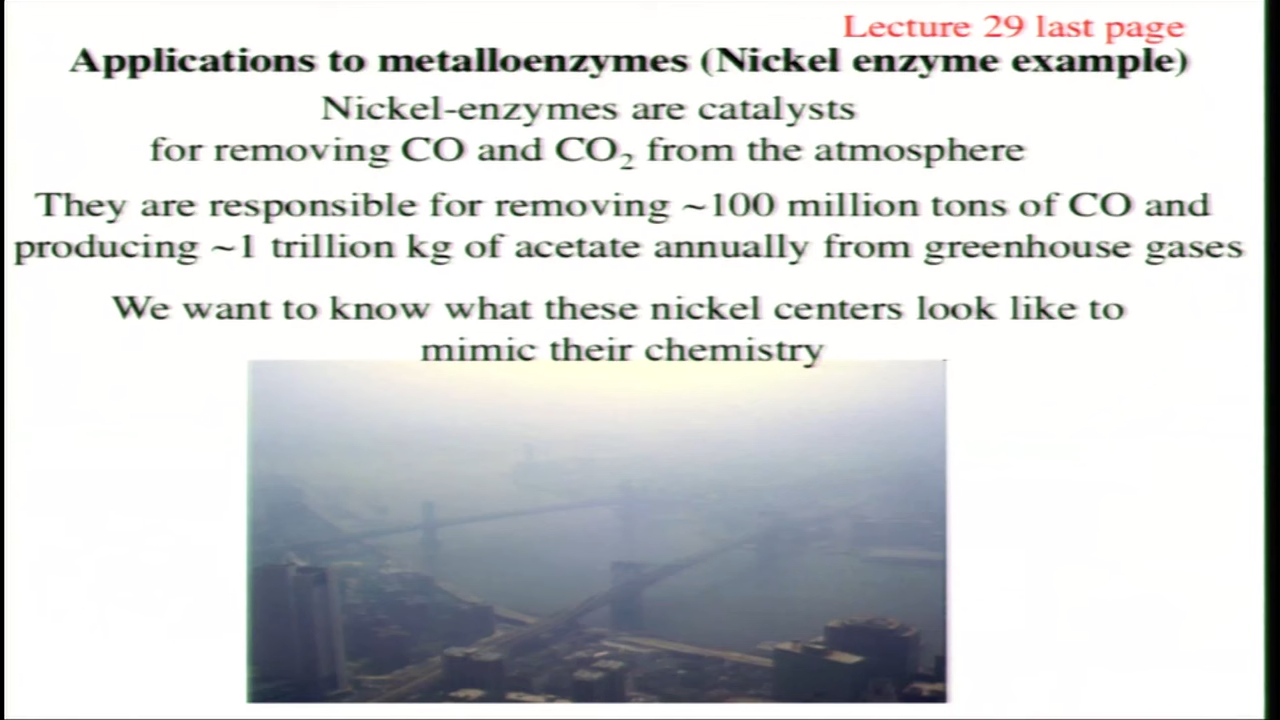 Lecture 29 last page
Applications to metalloenzymes (Nickel enzyme example)
Nickel-enzymes are catalysts
for removing CO and CO₂ from the atmosphere
They are responsible for removing ~100 million tons of CO and
producing ~1 trillion kg of acetate annually from greenhouse gases
We want to know what these nickel centers look like to
mimic their chemistry